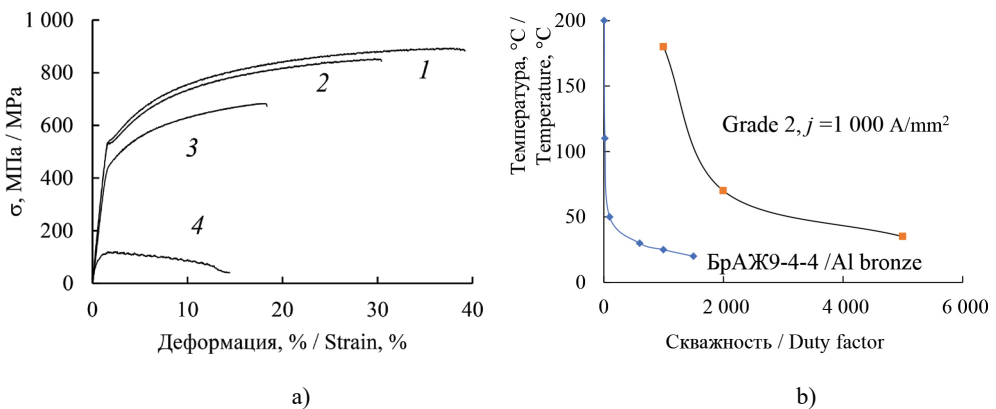 1 000
800
600
400
200
0
σ, МПа / MPa
1
2
3
4
0
10
20
30
40
Деформация, % / Strain, %
a)
200
150
100
50
0
Температура, °C /
Temperature, °C
Grade 2, j =1 000 A/mm²
БрАЖ9-4-4 /Al bronze
0
2 000
4 000
6 000
Скважность / Duty factor
b)